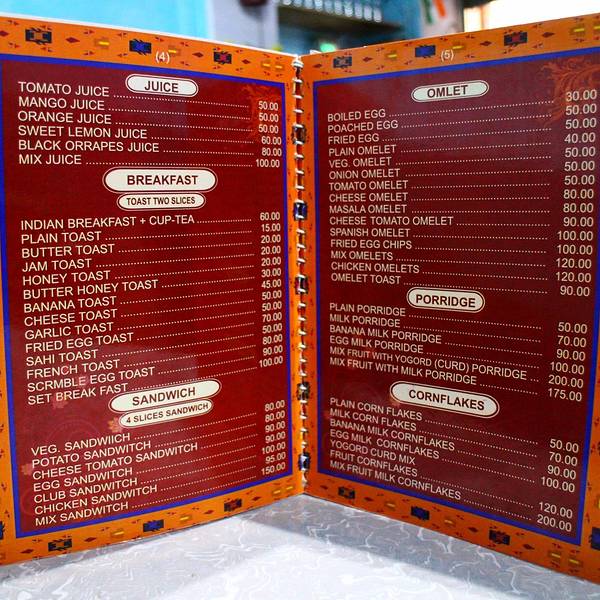 (4)
JUICE
TOMATO JUICE 50.00
MANGO JUICE 50.00
ORANGE JUICE 50.00
SWEET LEMON JUICE 60.00
BLACK ORRAPES JUICE 80.00
MIX JUICE 100.00
BREAKFAST
TOAST TWO SLICES
INDIAN BREAKFAST + CUP-TEA 60.00
PLAIN TOAST 15.00
BUTTER TOAST 20.00
JAM TOAST 20.00
HONEY TOAST 20.00
BUTTER HONEY TOAST 30.00
BANANA TOAST 45.00
CHEESE TOAST 50.00
GARLIC TOAST 50.00
FRIED EGG TOAST 70.00
SAHI TOAST 50.00
FRENCH TOAST 80.00
SCRMBLE EGG TOAST 90.00
SET BREAK FAST 100.00
SANDWITCH
4 SLICES SANDWITCH
VEG. SANDWIICH 80.00
POTATO SANDWITCH 80.00
CHEESE TOMATO SANDWITCH 90.00
EGG SANDWITCH 90.00
CLUB SANDWITCH 100.00
CHICKEN SANDWITCH 95.00
MIX SANDWITCH 150.00
(5)
OMLET
BOILED EGG 30.00
POACHED EGG 50.00
FRIED EGG 50.00
PLAIN OMELET 40.00
VEG. OMELET 50.00
ONION OMELET 50.00
TOMATO OMELET 50.00
CHEESE OMELET 80.00
MASALA OMELET 80.00
CHEESE TOMATO OMELET 90.00
SPANISH OMELET 100.00
FRIED EGG CHIPS 100.00
MIX OMELETS 120.00
CHICKEN OMELETS 120.00
OMELET TOAST 90.00
PORRIDGE
PLAIN PORRIDGE 50.00
MILK PORRIDGE 70.00
BANANA MILK PORRIDGE 90.00
EGG MILK PORRIDGE 100.00
MIX FRUIT WITH YOGORD (CURD) PORRIDGE 200.00
MIX FRUIT WITH MILK PORRIDGE 175.00
CORNFLAKES
PLAIN CORN FLAKES 50.00
MILK CORN FLAKES 70.00
BANANA MILK CORNFLAKES 90.00
EGG MILK CORNFLAKES 100.00
YOGORD CURD MIX
FRUIT CORNFLAKES 120.00
MIX FRUIT MILK CORNFLAKES 200.00